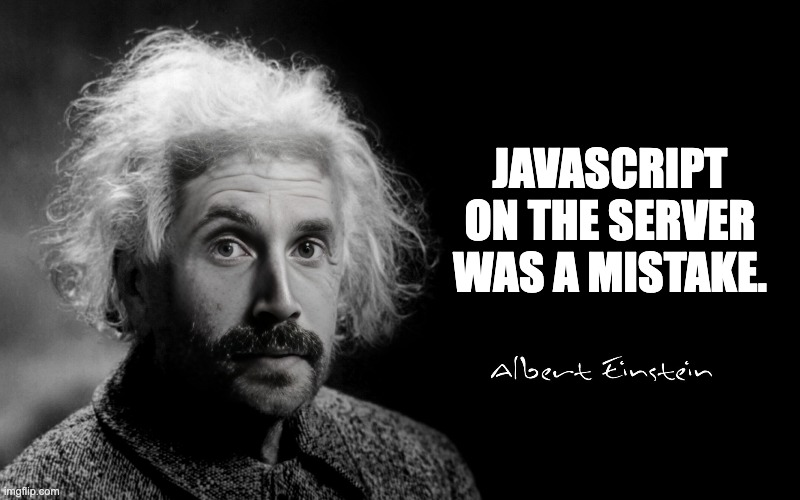 JAVASCRIPT
ON THE SERVER
WAS A MISTAKE.
Albert Einstein
imgflip.com